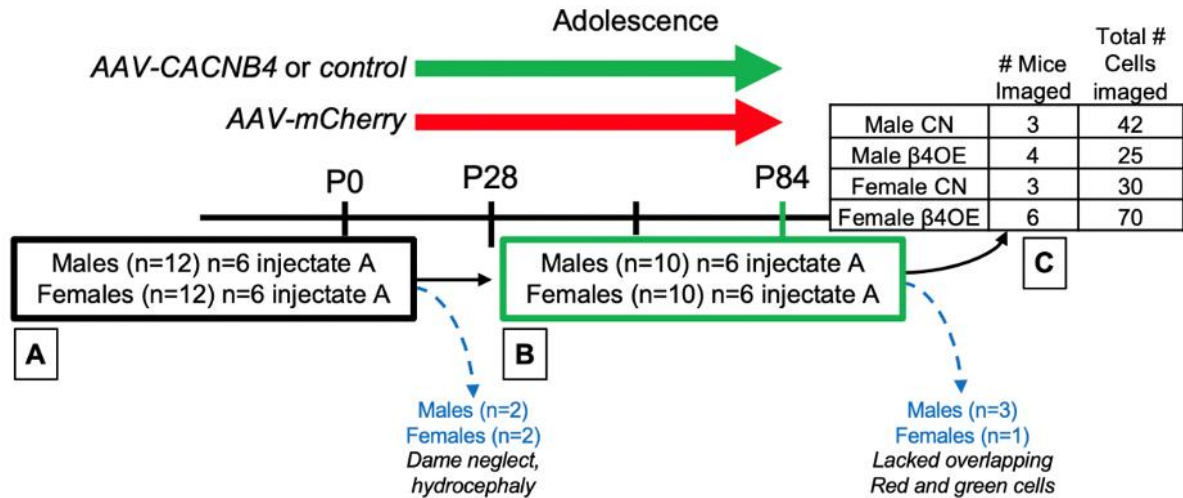 Adolescence
AAV-CACNB4 or control
AAV-mCherry
P0
P28
P84
# Mice Imaged
Total # Cells imaged
Male CN 3 42
Male β4OE 4 25
Female CN 3 30
Female β4OE 6 70
Males (n=12) n=6 injectate A
Females (n=12) n=6 injectate A
A
Males (n=10) n=6 injectate A
Females (n=10) n=6 injectate A
B
C
Males (n=2)
Females (n=2)
Dame neglect,
hydrocephaly
Males (n=3)
Females (n=1)
Lacked overlapping
Red and green cells